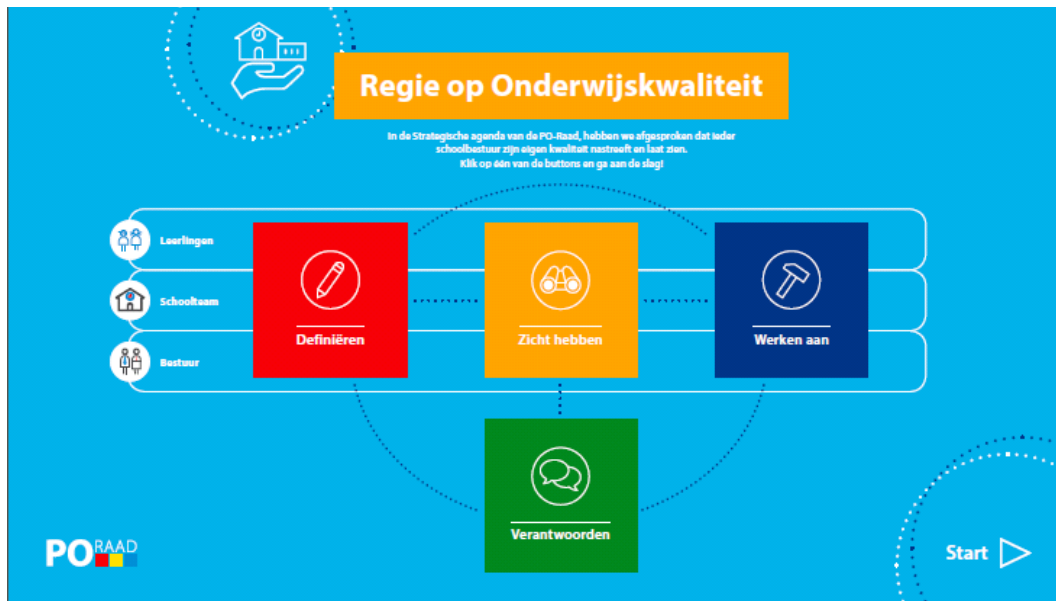 Regie op Onderwijskwaliteit
In de Strategische agenda van de PO-Raad, hebben we afgesproken dat ieder
schoolbestuur zijn eigen kwaliteit nastreeft en laat zien.
Klik op één van de buttons en ga aan de slag!
Leerlingen
Schoolteam
Bestuur
Definiëren
Zicht hebben
Werken aan
Verantwoorden
PO RAAD
Start